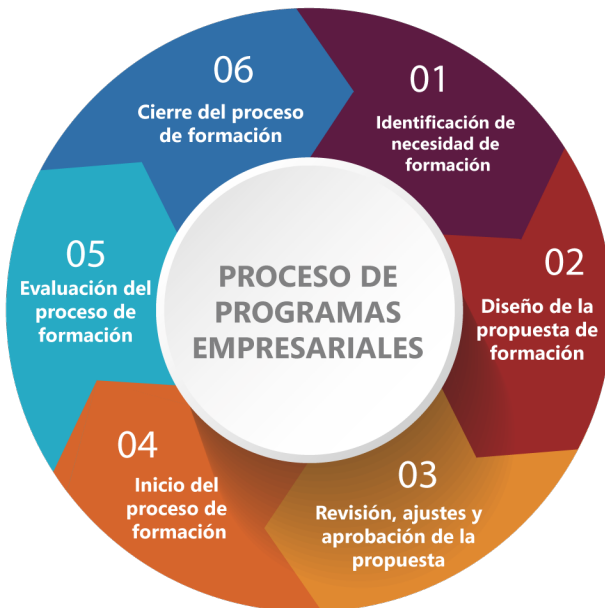 PROCESO DE
PROGRAMAS
EMPRESARIALES
01
Identificación de
necesidad de
formación
02
Diseño de la
propuesta de
formación
03
Revisión, ajustes y
aprobación de la
propuesta
04
Inicio del
proceso de
formación
05
Evaluación del
proceso de
formación
06
Cierre del proceso
de formación